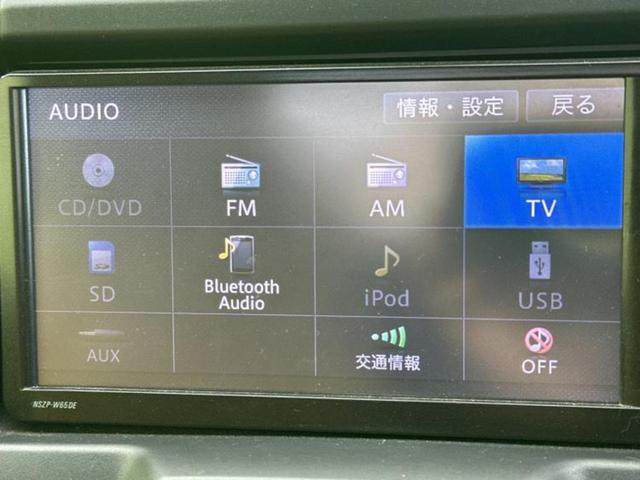 AUDIO
情報・設定
戻る
CD/DVD
FM
AM
TV
SD
Bluetooth
Audio
iPod
USB
AUX
交通情報
OFF
NSZP-W65DE